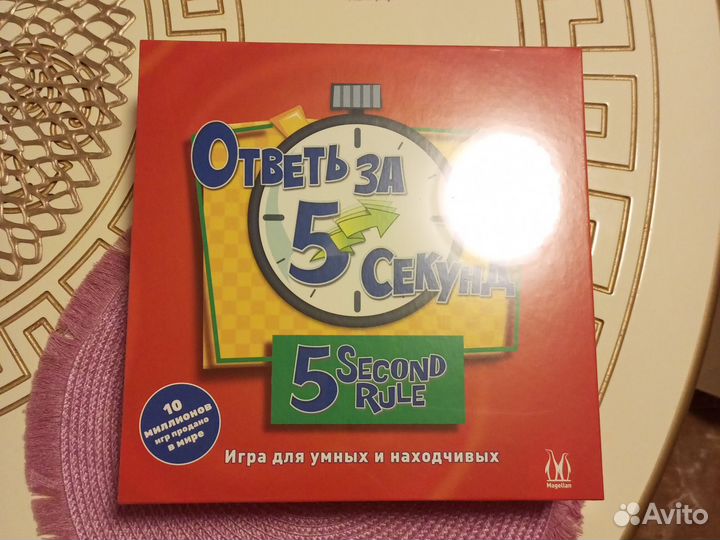 Ответь за
5 секунд
5 Second
Rule
10
миллионов
игр продано
в мире
Игра для умных и находчивых
Magellan
Avito